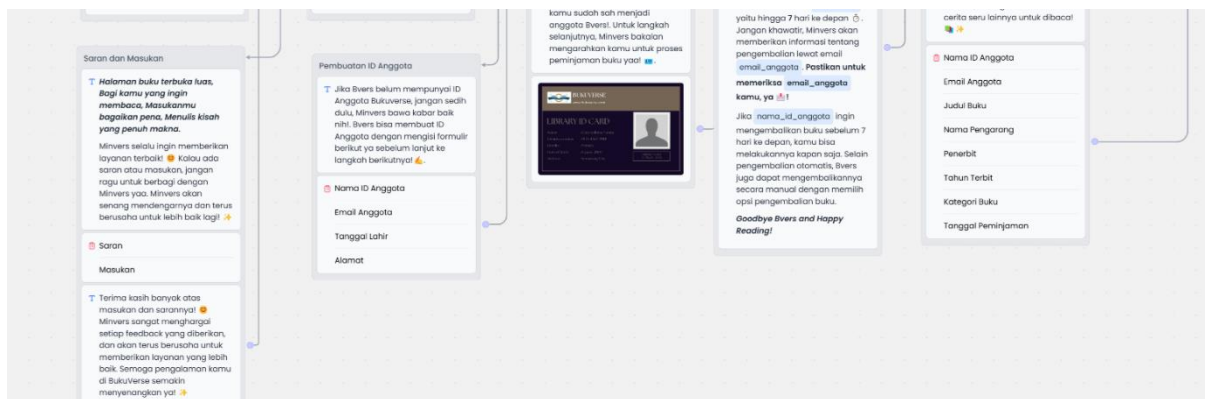 Saran dan Masukan
Halaman buku terbuka luas,
Bagi kamu yang ingin
membaca, Masukanmu
bagaikan pena, Menulis kisah
yang penuh makna.
Minvers selalu ingin memberikan
layanan terbaik! 😊 Kalau ada
saran atau masukan, jangan
ragu untuk berbagi dengan
Minvers yaa. Minvers akan
senang mendengarnya dan terus
berusaha untuk lebih baik lagi! ✨
Saran
Masukan
Terima kasih banyak atas
masukan dan sarannya! 😊
Minvers sangat menghargai
setiap feedback yang diberikan,
dan akan terus berusaha untuk
memberikan layanan yang lebih
baik. Semoga pengalaman kamu
di BukuVerse semakin
menyenangkan ya! ✨
Pembuatan ID Anggota
Jika Bvers belum mempunyai ID
Anggota Bukuverse, jangan sedih
dulu, Minvers bawa kabar baik
nih!. Bvers bisa membuat ID
Anggota dengan mengisi formulir
berikut ya sebelum lanjut ke
langkah berikutnya! ✍️.
Nama ID Anggota
Email Anggota
Tanggal Lahir
Alamat
kamu sudah sah menjadi
anggota Bvers!. Untuk langkah
selanjutnya, Minvers bakalan
mengarahkan kamu untuk proses
peminjaman buku yaa! 🪪.
BUKUVERSE
LIBRARY ID CARD
yaitu hingga 7 hari ke depan ⏱.
Jangan khawatir, Minvers akan
memberikan informasi tentang
pengembalian lewat email
email_anggota . Pastikan untuk
memeriksa email_anggota
kamu, ya 📩!
Jika nama_id_anggota ingin
mengembalikan buku sebelum 7
hari ke depan, kamu bisa
melakukannya kapan saja. Selain
pengembalian otomatis, Bvers
juga dapat mengembalikannya
secara manual dengan memilih
opsi pengembalian buku.
Goodbye Bvers and Happy
Reading!
cerita seru lainnya untuk dibaca!
📚 ✨
Nama ID Anggota
Email Anggota
Judul Buku
Nama Pengarang
Penerbit
Tahun Terbit
Kategori Buku
Tanggal Peminjaman